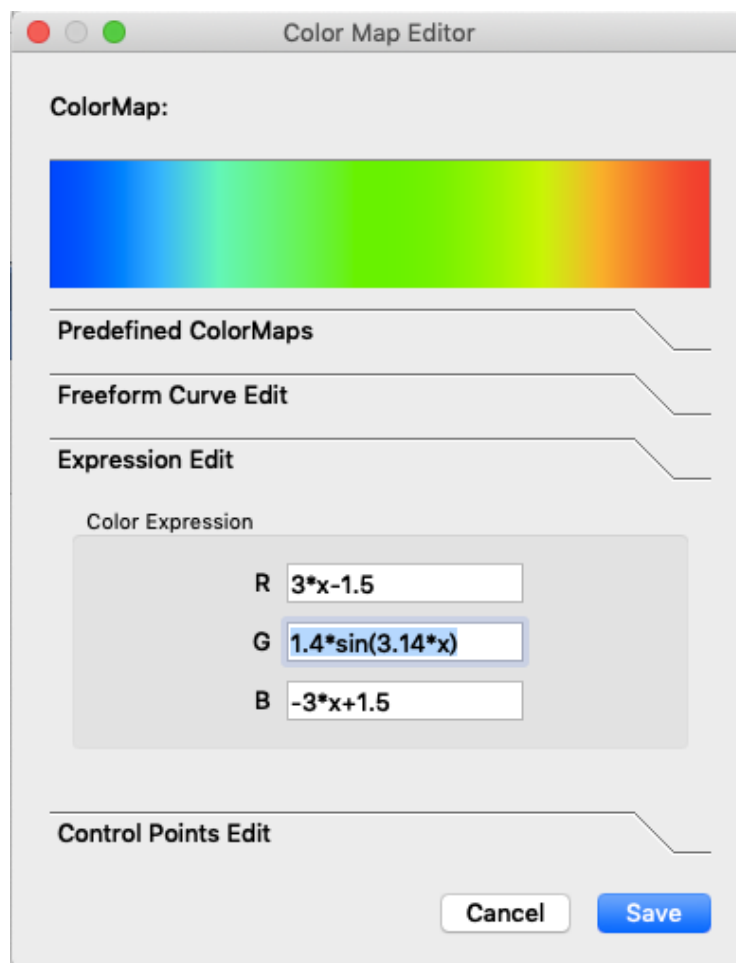 Color Map Editor
ColorMap:
Predefined ColorMaps
Freeform Curve Edit
Expression Edit
Color Expression
R 3*x-1.5
G 1.4*sin(3.14*x)
B -3*x+1.5
Control Points Edit
Cancel Save